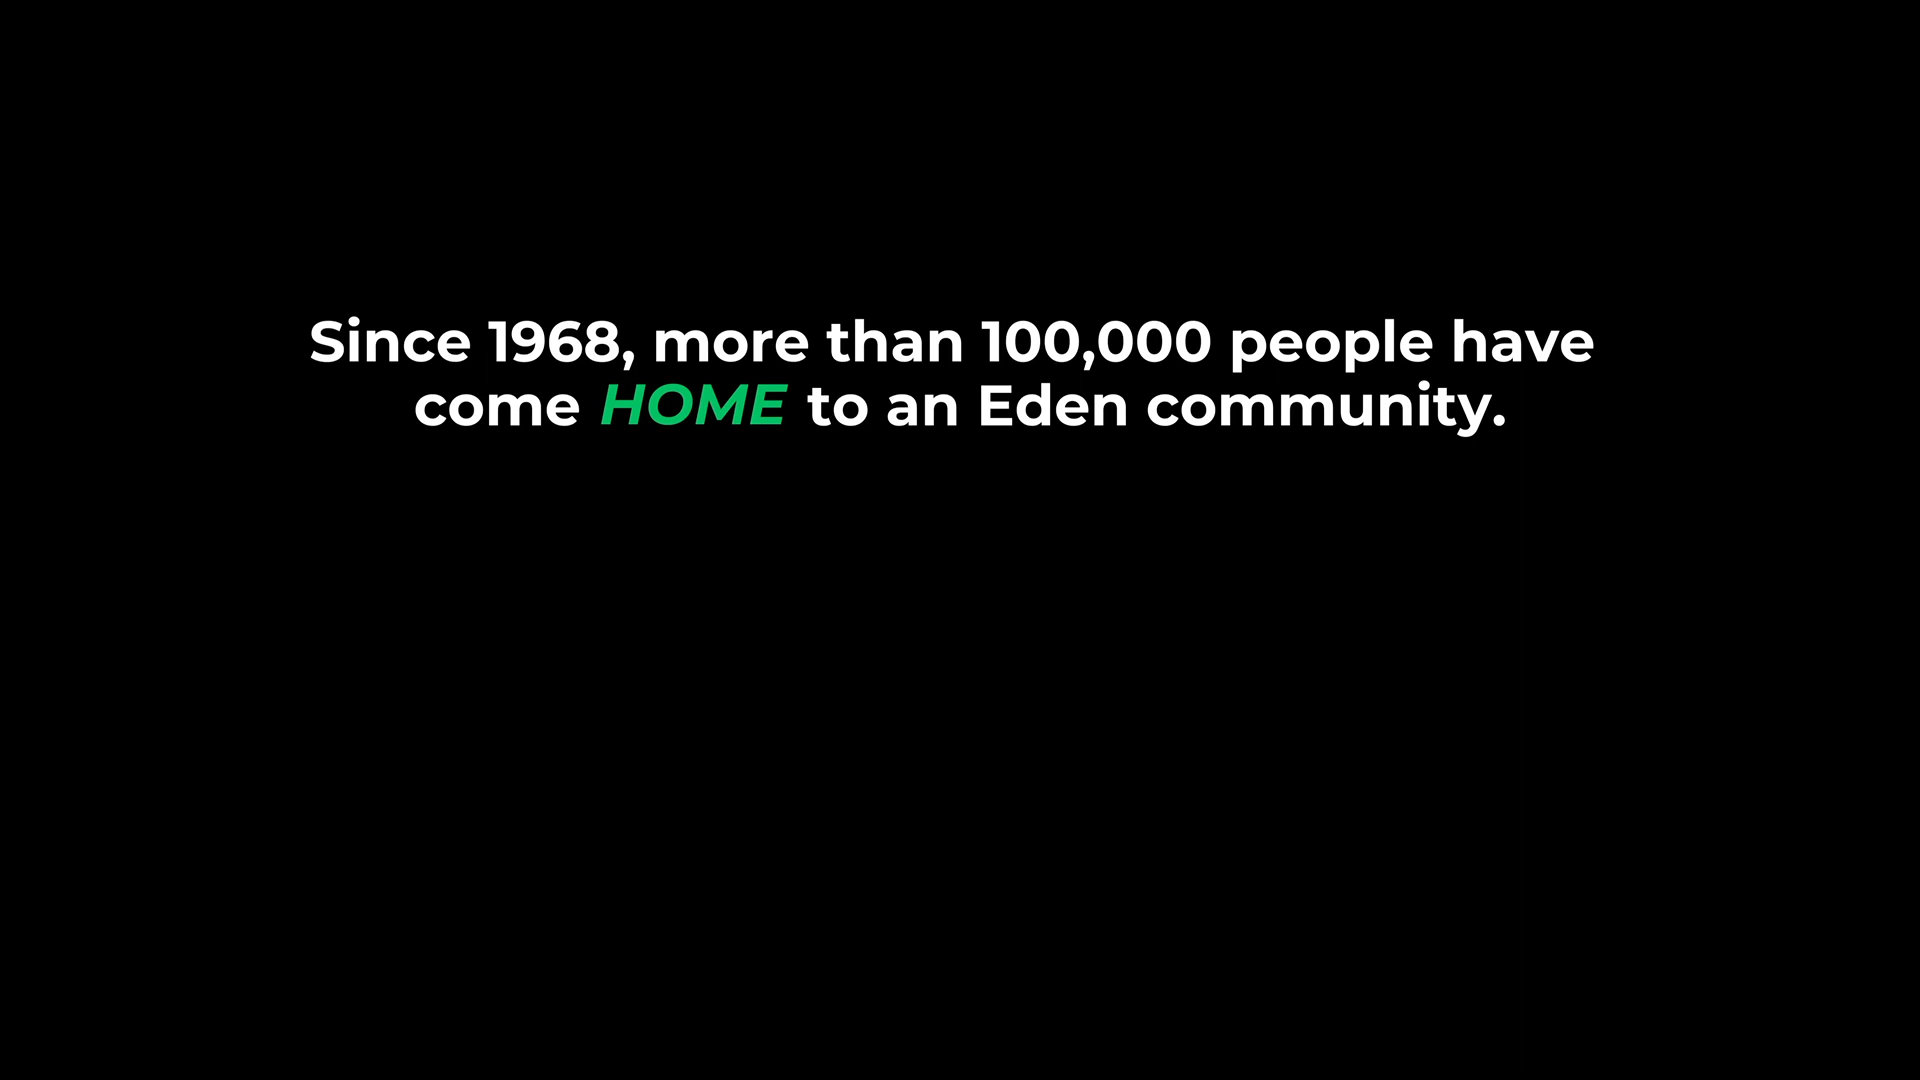 Since 1968, more than 100,000 people have
come HOME to an Eden community.